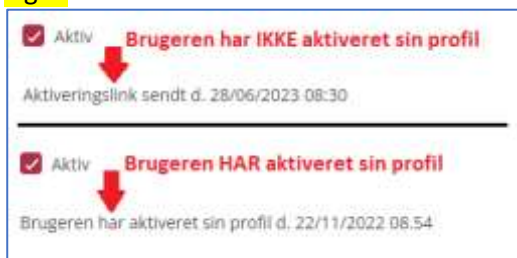 Aktiv Brugeren har IKKE aktiveret sin profil
Aktiveringslink sendt d. 28/06/2023 08:30
Aktiv Brugeren HAR aktiveret sin profil
Brugeren har aktiveret sin profil d. 22/11/2022 08.54